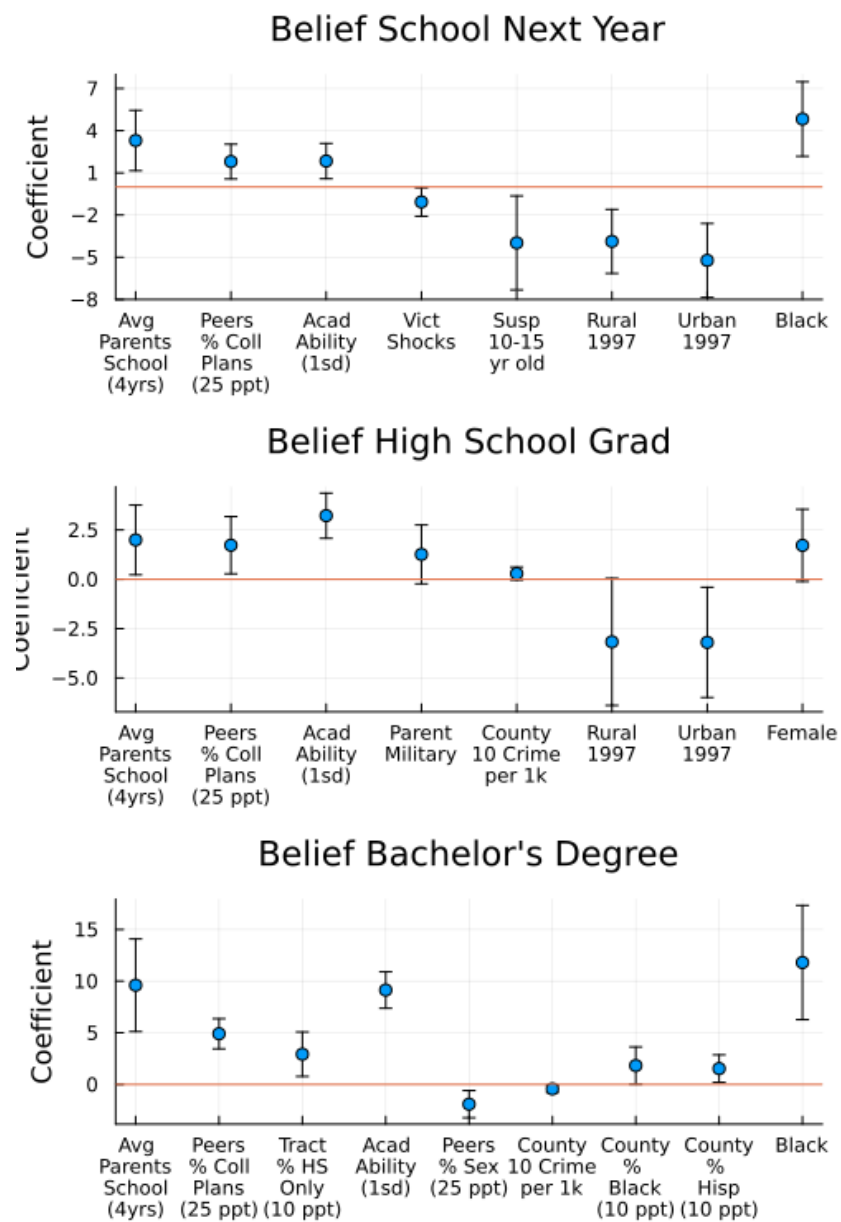 Belief School Next Year
Coefficient
7
4
1
−2
−5
−8
Avg Parents School (4yrs)
Peers % Coll Plans (25 ppt)
Acad Ability (1sd)
Vict Shocks
Susp 10-15 yr old
Rural 1997
Urban 1997
Black
Belief High School Grad
Coefficient
2.5
0.0
−2.5
−5.0
Avg Parents School (4yrs)
Peers % Coll Plans (25 ppt)
Acad Ability (1sd)
Parent Military
County 10 Crime per 1k
Rural 1997
Urban 1997
Female
Belief Bachelor's Degree
Coefficient
15
10
5
0
Avg Parents School (4yrs)
Peers % Coll Plans (25 ppt)
Tract % HS Only (10 ppt)
Acad Ability (1sd)
Peers % Sex (25 ppt)
County 10 Crime per 1k
County % Black (10 ppt)
County % Hisp (10 ppt)
Black